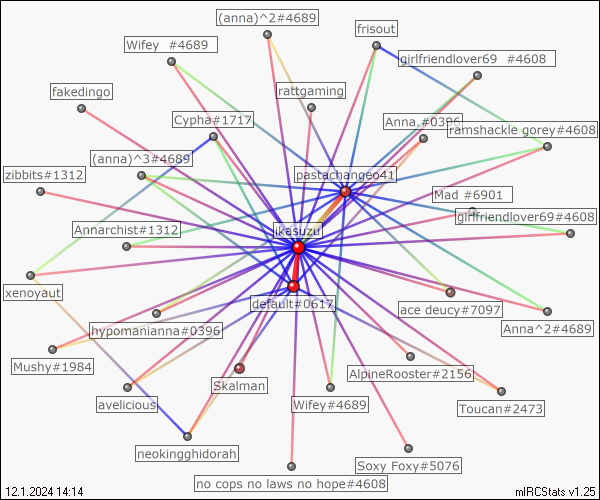 (anna)^2#4689
frisout
Wifey #4689
girlfriendlover69 #4608
fakedingo
rattgaming
Cypha#1717
Anna.#0396
ramshackle gorey#4608
(anna)^3#4689
zibbits#1312
pastachangeo41
Mad #6901
girlfriendlover69#4608
Annarchist#1312
ikasuzu
xenoyaut
default#0617
ace deucy#7097
hypomanianna#0396
Anna^2#4689
Mushy#1984
AlpineRooster#2156
Skalman
avelicious
Wifey#4689
Toucan#2473
neokingghidorah
Soxy Foxy#5076
no cops no laws no hope#4608
12.1.2024 14:14
mIRCStats v1.25